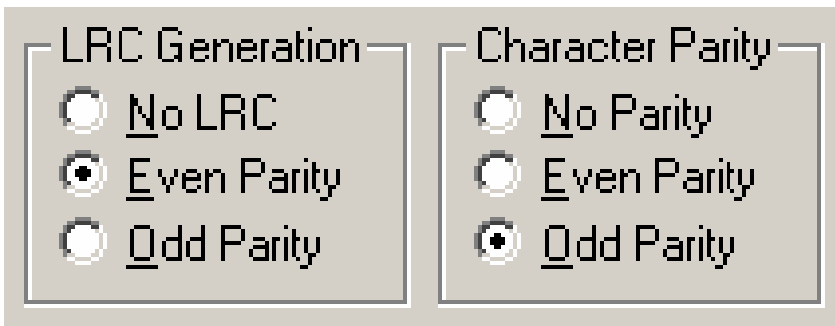 LRC Generation
No LRC
Even Parity
Odd Parity
Character Parity
No Parity
Even Parity
Odd Parity